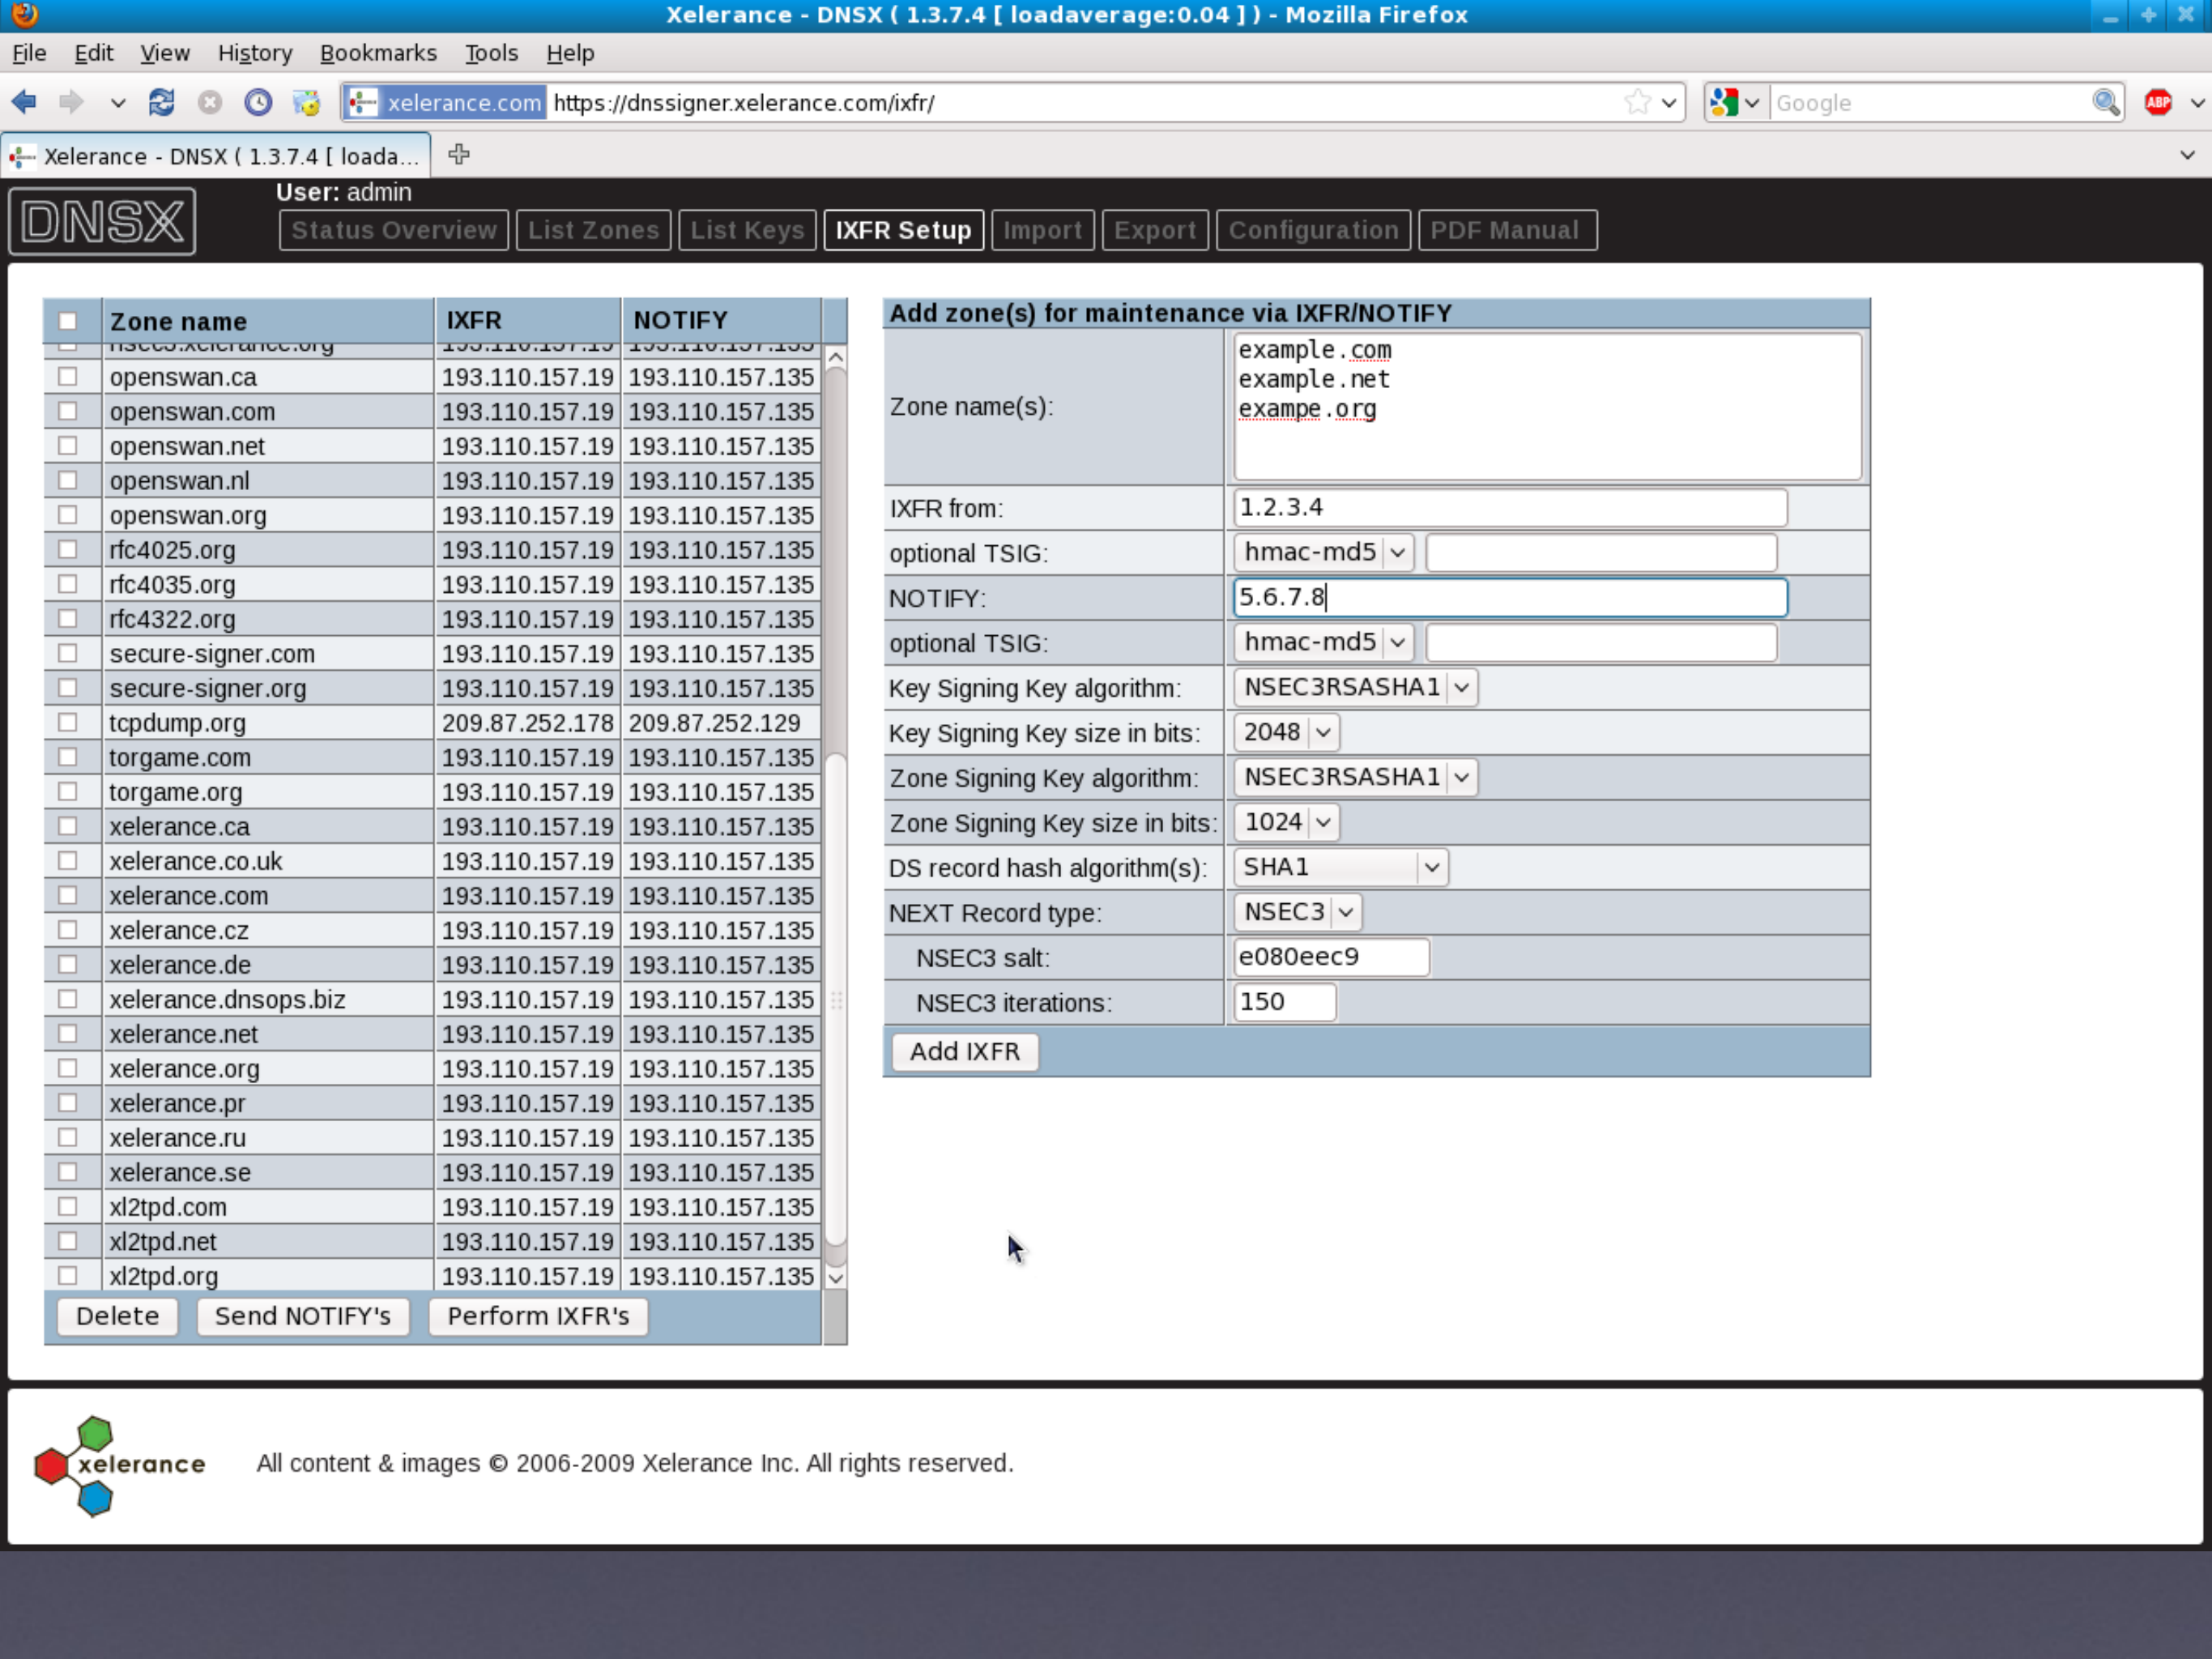 Xelerance - DNSX ( 1.3.7.4 [ loadaverage:0.04 ] ) - Mozilla Firefox
File Edit View History Bookmarks Tools Help
xelerance.com https://dnssigner.xelerance.com/ixfr/ Google ABP
Xelerance - DNSX ( 1.3.7.4 [ loada...
DNSX
User: admin
Status Overview List Zones List Keys IXFR Setup Import Export Configuration PDF Manual
Zone name IXFR NOTIFY
nsec3.xelerance.org 193.110.157.19 193.110.157.135
openswan.ca 193.110.157.19 193.110.157.135
openswan.com 193.110.157.19 193.110.157.135
openswan.net 193.110.157.19 193.110.157.135
openswan.nl 193.110.157.19 193.110.157.135
openswan.org 193.110.157.19 193.110.157.135
rfc4025.org 193.110.157.19 193.110.157.135
rfc4035.org 193.110.157.19 193.110.157.135
rfc4322.org 193.110.157.19 193.110.157.135
secure-signer.com 193.110.157.19 193.110.157.135
secure-signer.org 193.110.157.19 193.110.157.135
tcpdump.org 209.87.252.178 209.87.252.129
torgame.com 193.110.157.19 193.110.157.135
torgame.org 193.110.157.19 193.110.157.135
xelerance.ca 193.110.157.19 193.110.157.135
xelerance.co.uk 193.110.157.19 193.110.157.135
xelerance.com 193.110.157.19 193.110.157.135
xelerance.cz 193.110.157.19 193.110.157.135
xelerance.de 193.110.157.19 193.110.157.135
xelerance.dnsops.biz 193.110.157.19 193.110.157.135
xelerance.net 193.110.157.19 193.110.157.135
xelerance.org 193.110.157.19 193.110.157.135
xelerance.pr 193.110.157.19 193.110.157.135
xelerance.ru 193.110.157.19 193.110.157.135
xelerance.se 193.110.157.19 193.110.157.135
xl2tpd.com 193.110.157.19 193.110.157.135
xl2tpd.net 193.110.157.19 193.110.157.135
xl2tpd.org 193.110.157.19 193.110.157.135
Delete Send NOTIFY's Perform IXFR's
Add zone(s) for maintenance via IXFR/NOTIFY
Zone name(s):
example.com
example.net
exampe.org
IXFR from: 1.2.3.4
optional TSIG: hmac-md5
NOTIFY: 5.6.7.8
optional TSIG: hmac-md5
Key Signing Key algorithm: NSEC3RSASHA1
Key Signing Key size in bits: 2048
Zone Signing Key algorithm: NSEC3RSASHA1
Zone Signing Key size in bits: 1024
DS record hash algorithm(s): SHA1
NEXT Record type: NSEC3
NSEC3 salt: e080eec9
NSEC3 iterations: 150
Add IXFR
xelerance
All content & images © 2006-2009 Xelerance Inc. All rights reserved.